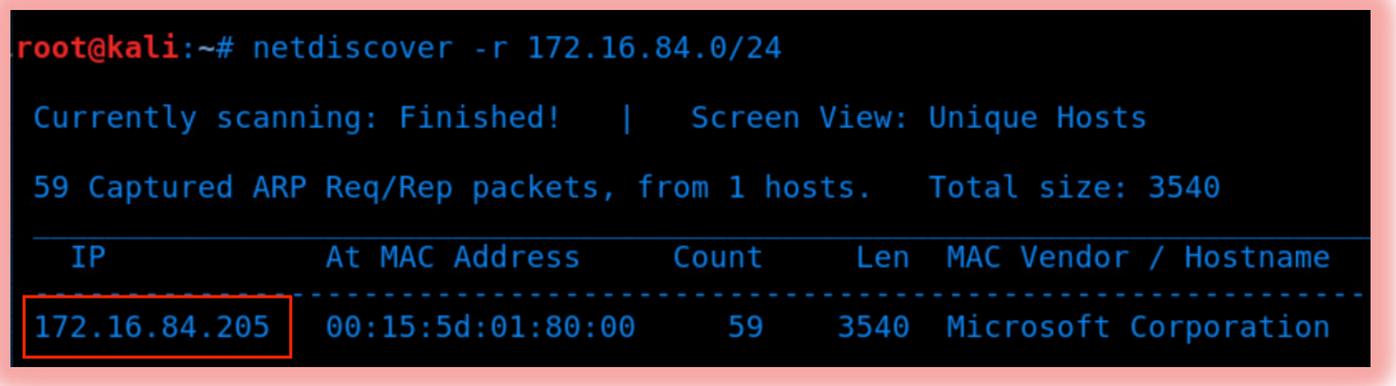 root@kali:~# netdiscover -r 172.16.84.0/24
Currently scanning: Finished!   |   Screen View: Unique Hosts
59 Captured ARP Req/Rep packets, from 1 hosts.   Total size: 3540
IP            At MAC Address     Count     Len  MAC Vendor / Hostname
-----------------------------------------------------------------------------
172.16.84.205   00:15:5d:01:80:00     59    3540  Microsoft Corporation